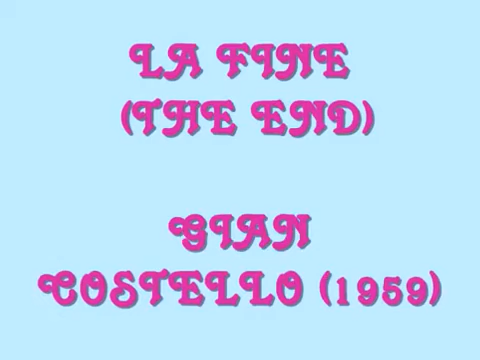 LA FINE
(THE END)
GIAN
COSTELLO (1959)